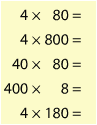 4 × 80 =
4 × 800 =
40 × 80 =
400 × 8 =
4 × 180 =